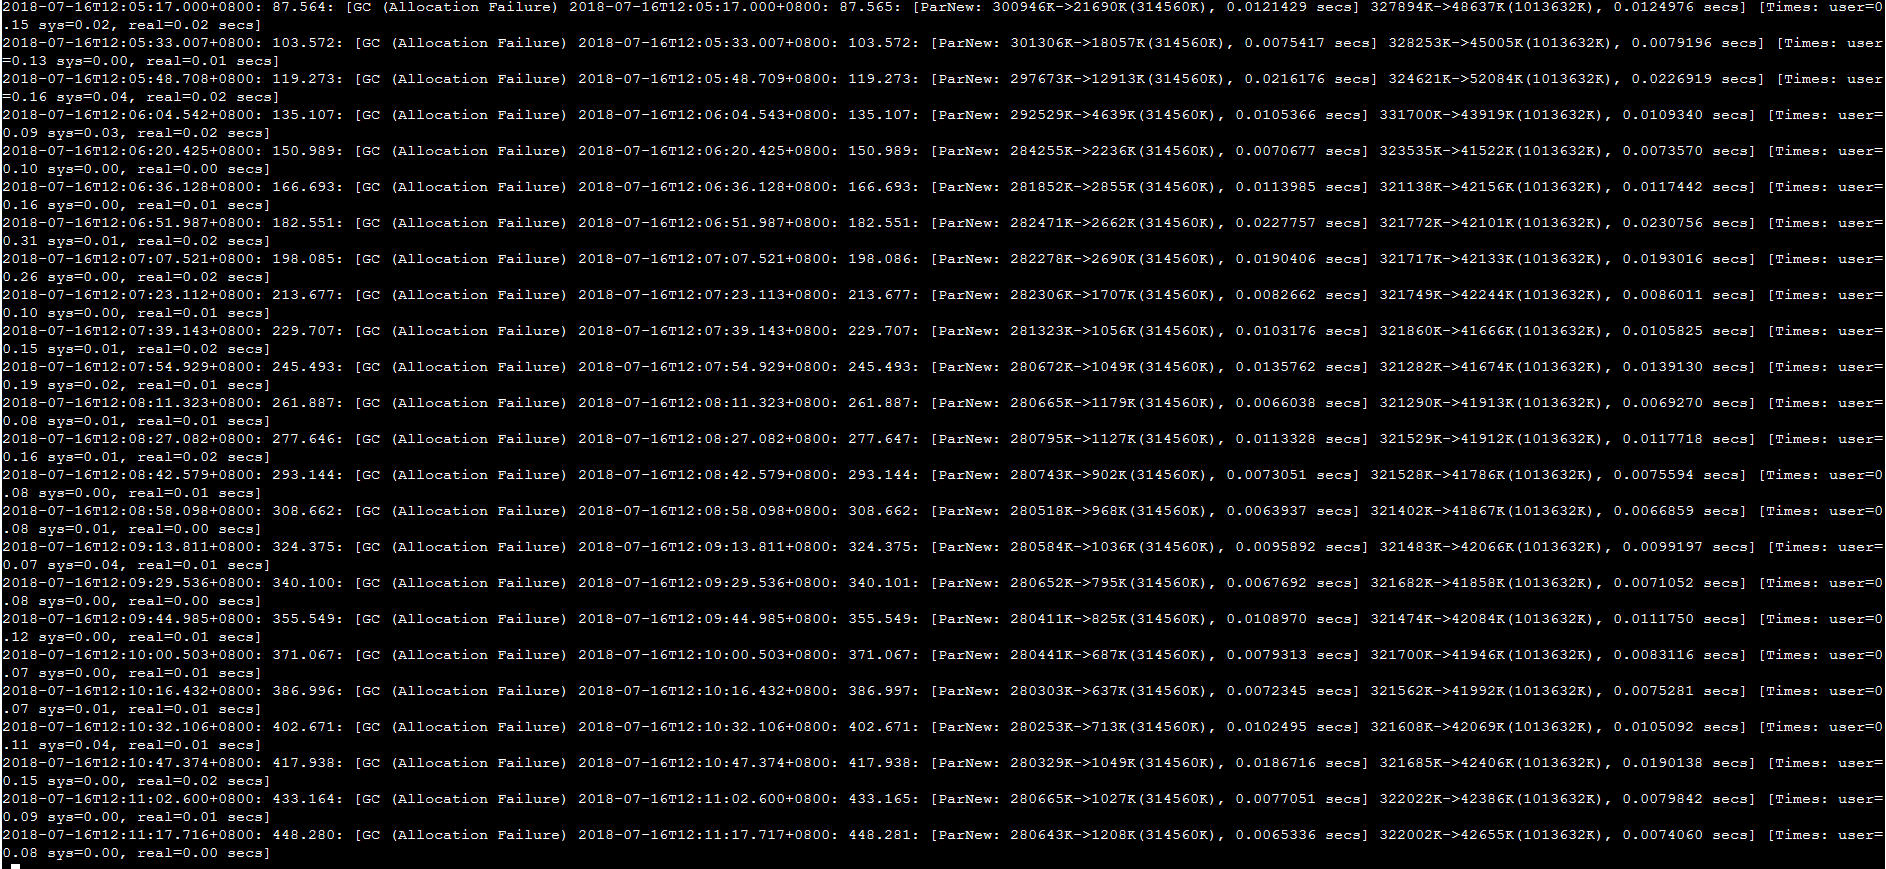 2018-07-16T12:05:17.000+0800: 87.564: [GC (Allocation Failure) 2018-07-16T12:05:17.000+0800: 87.565: [ParNew: 300946K->21690K(314560K), 0.0121429 secs] 327894K->48637K(1013632K), 0.0124976 secs] [Times: user=0
.15 sys=0.02, real=0.02 secs]
2018-07-16T12:05:33.007+0800: 103.572: [GC (Allocation Failure) 2018-07-16T12:05:33.007+0800: 103.572: [ParNew: 301306K->18057K(314560K), 0.0075417 secs] 328253K->45005K(1013632K), 0.0079196 secs] [Times: user
=0.13 sys=0.00, real=0.01 secs]
2018-07-16T12:05:48.708+0800: 119.273: [GC (Allocation Failure) 2018-07-16T12:05:48.709+0800: 119.273: [ParNew: 297673K->12913K(314560K), 0.0216176 secs] 324621K->52084K(1013632K), 0.0226919 secs] [Times: user
=0.16 sys=0.04, real=0.02 secs]
2018-07-16T12:06:04.542+0800: 135.107: [GC (Allocation Failure) 2018-07-16T12:06:04.543+0800: 135.107: [ParNew: 292529K->4639K(314560K), 0.0105366 secs] 331700K->43919K(1013632K), 0.0109340 secs] [Times: user=
0.09 sys=0.03, real=0.02 secs]
2018-07-16T12:06:20.425+0800: 150.989: [GC (Allocation Failure) 2018-07-16T12:06:20.425+0800: 150.989: [ParNew: 284255K->2236K(314560K), 0.0070677 secs] 323535K->41522K(1013632K), 0.0073570 secs] [Times: user=
0.10 sys=0.00, real=0.00 secs]
2018-07-16T12:06:36.128+0800: 166.693: [GC (Allocation Failure) 2018-07-16T12:06:36.128+0800: 166.693: [ParNew: 281852K->2855K(314560K), 0.0113985 secs] 321138K->42156K(1013632K), 0.0117442 secs] [Times: user=
0.16 sys=0.00, real=0.01 secs]
2018-07-16T12:06:51.987+0800: 182.551: [GC (Allocation Failure) 2018-07-16T12:06:51.987+0800: 182.551: [ParNew: 282471K->2662K(314560K), 0.0227757 secs] 321772K->42101K(1013632K), 0.0230756 secs] [Times: user=
0.31 sys=0.01, real=0.02 secs]
2018-07-16T12:07:07.521+0800: 198.085: [GC (Allocation Failure) 2018-07-16T12:07:07.521+0800: 198.086: [ParNew: 282278K->2690K(314560K), 0.0190406 secs] 321717K->42133K(1013632K), 0.0193016 secs] [Times: user=
0.26 sys=0.00, real=0.02 secs]
2018-07-16T12:07:23.112+0800: 213.677: [GC (Allocation Failure) 2018-07-16T12:07:23.113+0800: 213.677: [ParNew: 282306K->1707K(314560K), 0.0082662 secs] 321749K->42244K(1013632K), 0.0086011 secs] [Times: user=
0.10 sys=0.00, real=0.01 secs]
2018-07-16T12:07:39.143+0800: 229.707: [GC (Allocation Failure) 2018-07-16T12:07:39.143+0800: 229.707: [ParNew: 281323K->1056K(314560K), 0.0103176 secs] 321860K->41666K(1013632K), 0.0105825 secs] [Times: user=
0.15 sys=0.01, real=0.02 secs]
2018-07-16T12:07:54.929+0800: 245.493: [GC (Allocation Failure) 2018-07-16T12:07:54.929+0800: 245.493: [ParNew: 280672K->1049K(314560K), 0.0135762 secs] 321282K->41674K(1013632K), 0.0139130 secs] [Times: user=
0.19 sys=0.02, real=0.01 secs]
2018-07-16T12:08:11.323+0800: 261.887: [GC (Allocation Failure) 2018-07-16T12:08:11.323+0800: 261.887: [ParNew: 280665K->1179K(314560K), 0.0066038 secs] 321290K->41913K(1013632K), 0.0069270 secs] [Times: user=
0.08 sys=0.01, real=0.01 secs]
2018-07-16T12:08:27.082+0800: 277.646: [GC (Allocation Failure) 2018-07-16T12:08:27.082+0800: 277.647: [ParNew: 280795K->1127K(314560K), 0.0113328 secs] 321529K->41912K(1013632K), 0.0117718 secs] [Times: user=
0.16 sys=0.01, real=0.02 secs]
2018-07-16T12:08:42.579+0800: 293.144: [GC (Allocation Failure) 2018-07-16T12:08:42.579+0800: 293.144: [ParNew: 280743K->902K(314560K), 0.0073051 secs] 321528K->41786K(1013632K), 0.0075594 secs] [Times: user=0
.08 sys=0.00, real=0.01 secs]
2018-07-16T12:08:58.098+0800: 308.662: [GC (Allocation Failure) 2018-07-16T12:08:58.098+0800: 308.662: [ParNew: 280518K->968K(314560K), 0.0063937 secs] 321402K->41867K(1013632K), 0.0066859 secs] [Times: user=0
.08 sys=0.01, real=0.00 secs]
2018-07-16T12:09:13.811+0800: 324.375: [GC (Allocation Failure) 2018-07-16T12:09:13.811+0800: 324.375: [ParNew: 280584K->1036K(314560K), 0.0095892 secs] 321483K->42066K(1013632K), 0.0099197 secs] [Times: user=
0.07 sys=0.04, real=0.01 secs]
2018-07-16T12:09:29.536+0800: 340.100: [GC (Allocation Failure) 2018-07-16T12:09:29.536+0800: 340.101: [ParNew: 280652K->795K(314560K), 0.0067692 secs] 321682K->41858K(1013632K), 0.0071052 secs] [Times: user=0
.08 sys=0.00, real=0.00 secs]
2018-07-16T12:09:44.985+0800: 355.549: [GC (Allocation Failure) 2018-07-16T12:09:44.985+0800: 355.549: [ParNew: 280411K->825K(314560K), 0.0108970 secs] 321474K->42084K(1013632K), 0.0111750 secs] [Times: user=0
.12 sys=0.00, real=0.01 secs]
2018-07-16T12:10:00.503+0800: 371.067: [GC (Allocation Failure) 2018-07-16T12:10:00.503+0800: 371.067: [ParNew: 280441K->687K(314560K), 0.0079313 secs] 321700K->41946K(1013632K), 0.0083116 secs] [Times: user=0
.07 sys=0.00, real=0.01 secs]
2018-07-16T12:10:16.432+0800: 386.996: [GC (Allocation Failure) 2018-07-16T12:10:16.432+0800: 386.997: [ParNew: 280303K->637K(314560K), 0.0072345 secs] 321562K->41992K(1013632K), 0.0075281 secs] [Times: user=0
.07 sys=0.01, real=0.01 secs]
2018-07-16T12:10:32.106+0800: 402.671: [GC (Allocation Failure) 2018-07-16T12:10:32.106+0800: 402.671: [ParNew: 280253K->713K(314560K), 0.0102495 secs] 321608K->42069K(1013632K), 0.0105092 secs] [Times: user=0
.11 sys=0.04, real=0.01 secs]
2018-07-16T12:10:47.374+0800: 417.938: [GC (Allocation Failure) 2018-07-16T12:10:47.374+0800: 417.938: [ParNew: 280329K->1049K(314560K), 0.0186716 secs] 321685K->42406K(1013632K), 0.0190138 secs] [Times: user=
0.15 sys=0.00, real=0.02 secs]
2018-07-16T12:11:02.600+0800: 433.164: [GC (Allocation Failure) 2018-07-16T12:11:02.600+0800: 433.165: [ParNew: 280665K->1027K(314560K), 0.0077051 secs] 322022K->42386K(1013632K), 0.0079842 secs] [Times: user=
0.09 sys=0.00, real=0.01 secs]
2018-07-16T12:11:17.716+0800: 448.280: [GC (Allocation Failure) 2018-07-16T12:11:17.717+0800: 448.281: [ParNew: 280643K->1208K(314560K), 0.0065336 secs] 322002K->42655K(1013632K), 0.0074060 secs] [Times: user=
0.08 sys=0.00, real=0.00 secs]